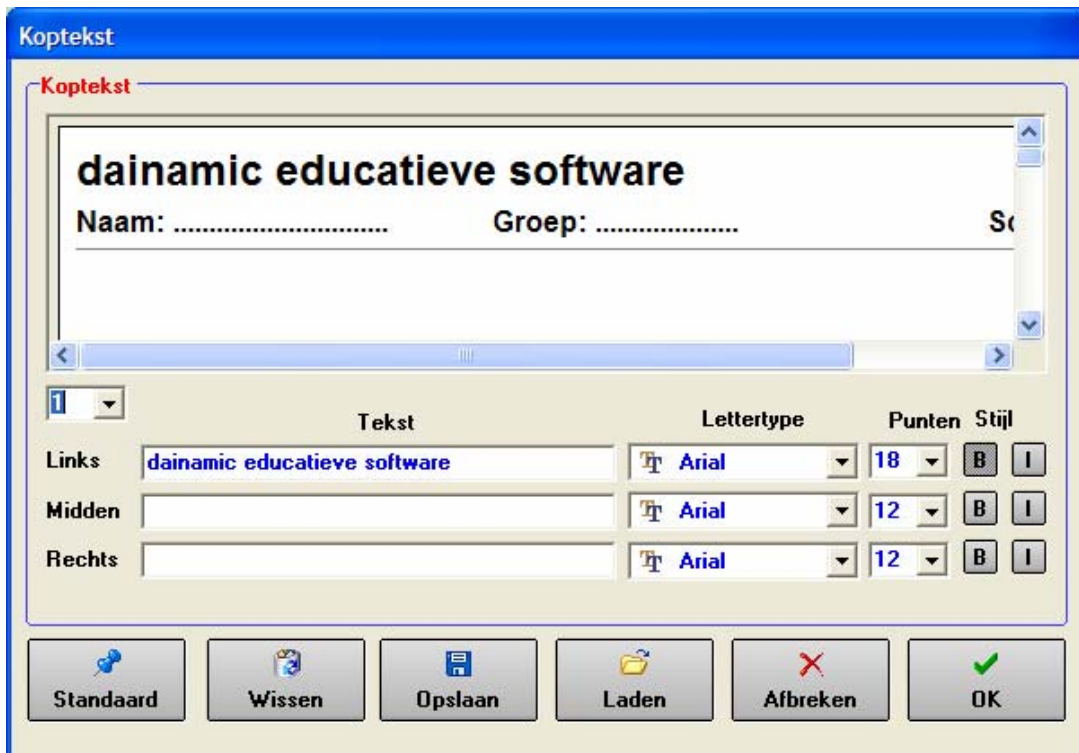 Koptekst
Koptekst
dainamic educatieve software
Naam: .............................. Groep: ....................
1
Tekst Lettertype Punten Stijl
Links dainamic educatieve software Arial 18 B I
Midden Arial 12 B I
Rechts Arial 12 B I
Standaard Wissen Opslaan Laden Afbreken OK